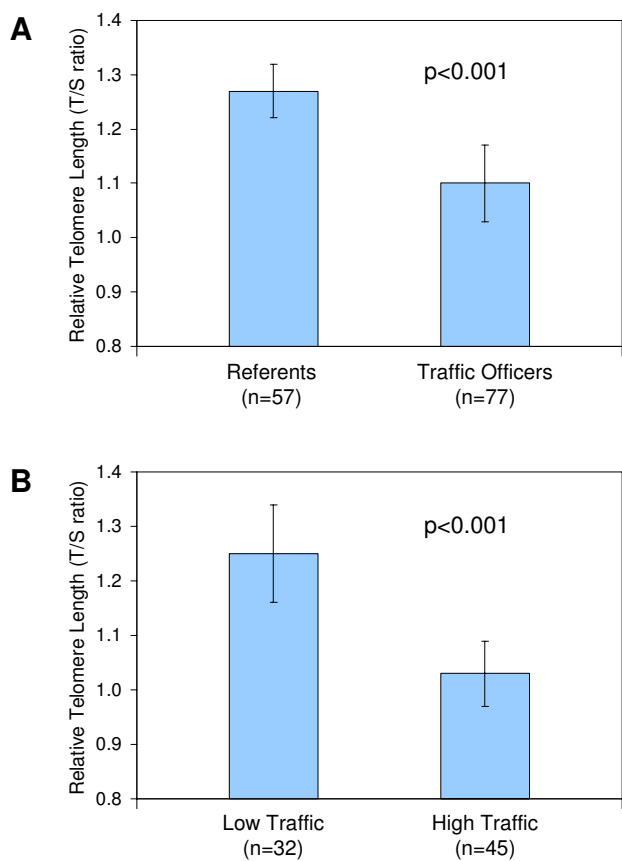 A
Relative Telomere Length (T/S ratio)
1.4
1.3
1.2
1.1
1.0
0.9
0.8
p<0.001
Referents
(n=57)
Traffic Officers
(n=77)
B
Relative Telomere Length (T/S ratio)
1.4
1.3
1.2
1.1
1.0
0.9
0.8
p<0.001
Low Traffic
(n=32)
High Traffic
(n=45)